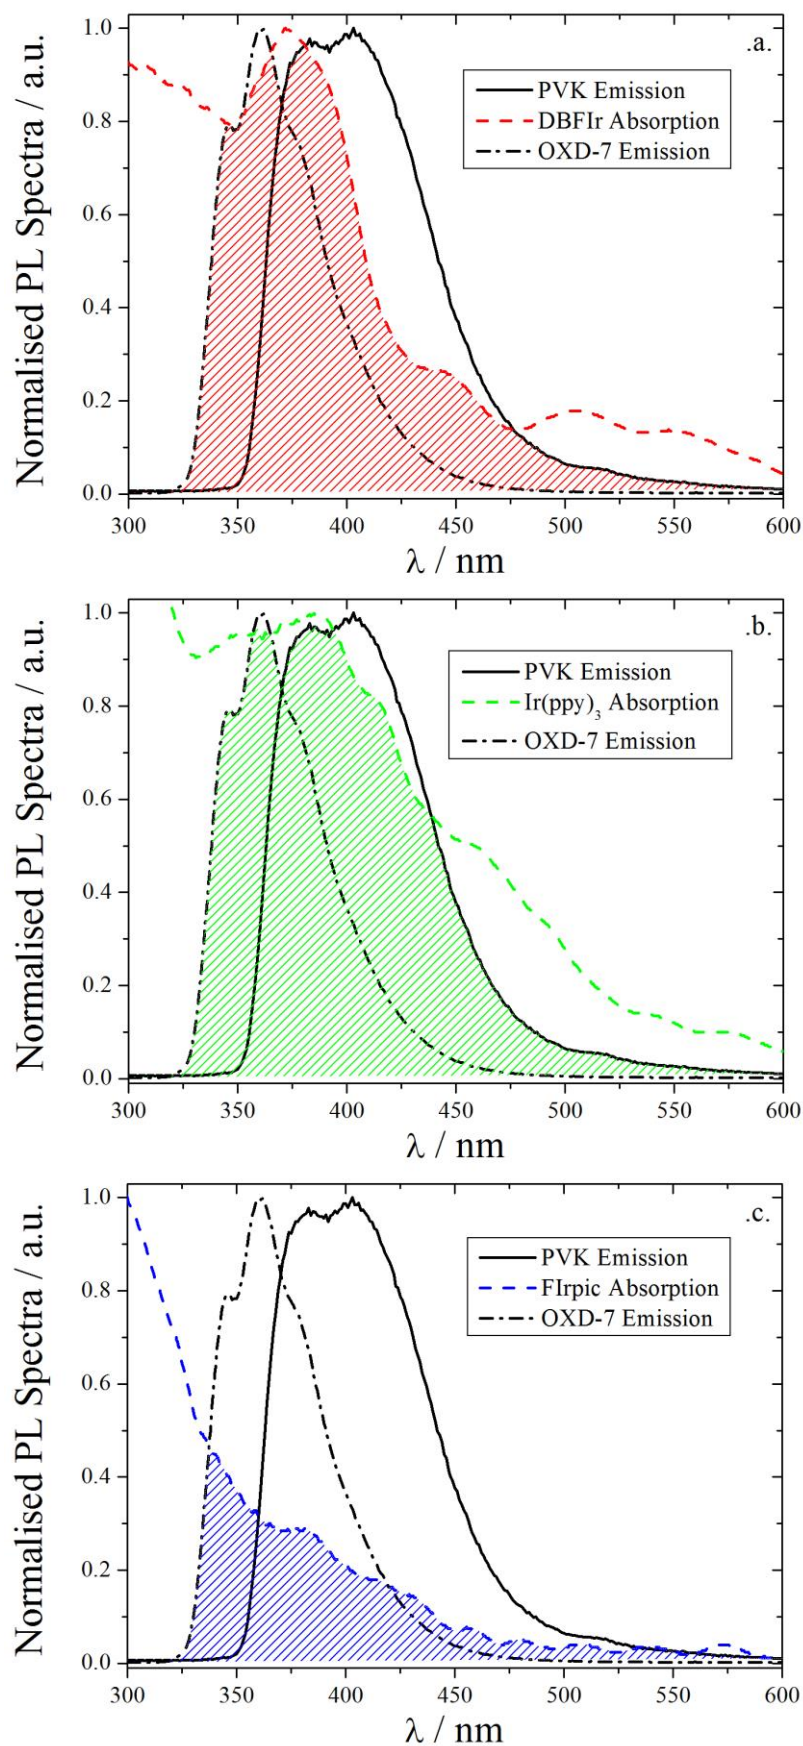 .a.
Normalised PL Spectra / a.u.
1.0
0.8
0.6
0.4
0.2
0.0
PVK Emission
DBFIr Absorption
OXD-7 Emission
300 350 400 450 500 550 600
λ / nm
.b.
Normalised PL Spectra / a.u.
1.0
0.8
0.6
0.4
0.2
0.0
PVK Emission
Ir(ppy)₃ Absorption
OXD-7 Emission
300 350 400 450 500 550 600
λ / nm
.c.
Normalised PL Spectra / a.u.
1.0
0.8
0.6
0.4
0.2
0.0
PVK Emission
FIrpic Absorption
OXD-7 Emission
300 350 400 450 500 550 600
λ / nm